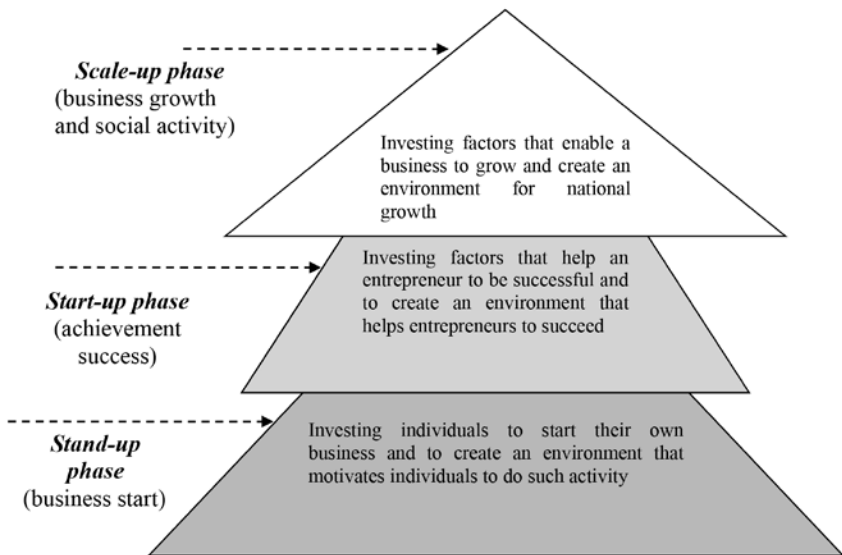 Scale-up phase
(business growth
and social activity)
Investing factors that enable a
business to grow and create an
environment for national
growth
Start-up phase
(achievement
success)
Investing factors that help an
entrepreneur to be successful and
to create an environment that
helps entrepreneurs to succeed
Stand-up
phase
(business start)
Investing individuals to start their own
business and to create an environment that
motivates individuals to do such activity